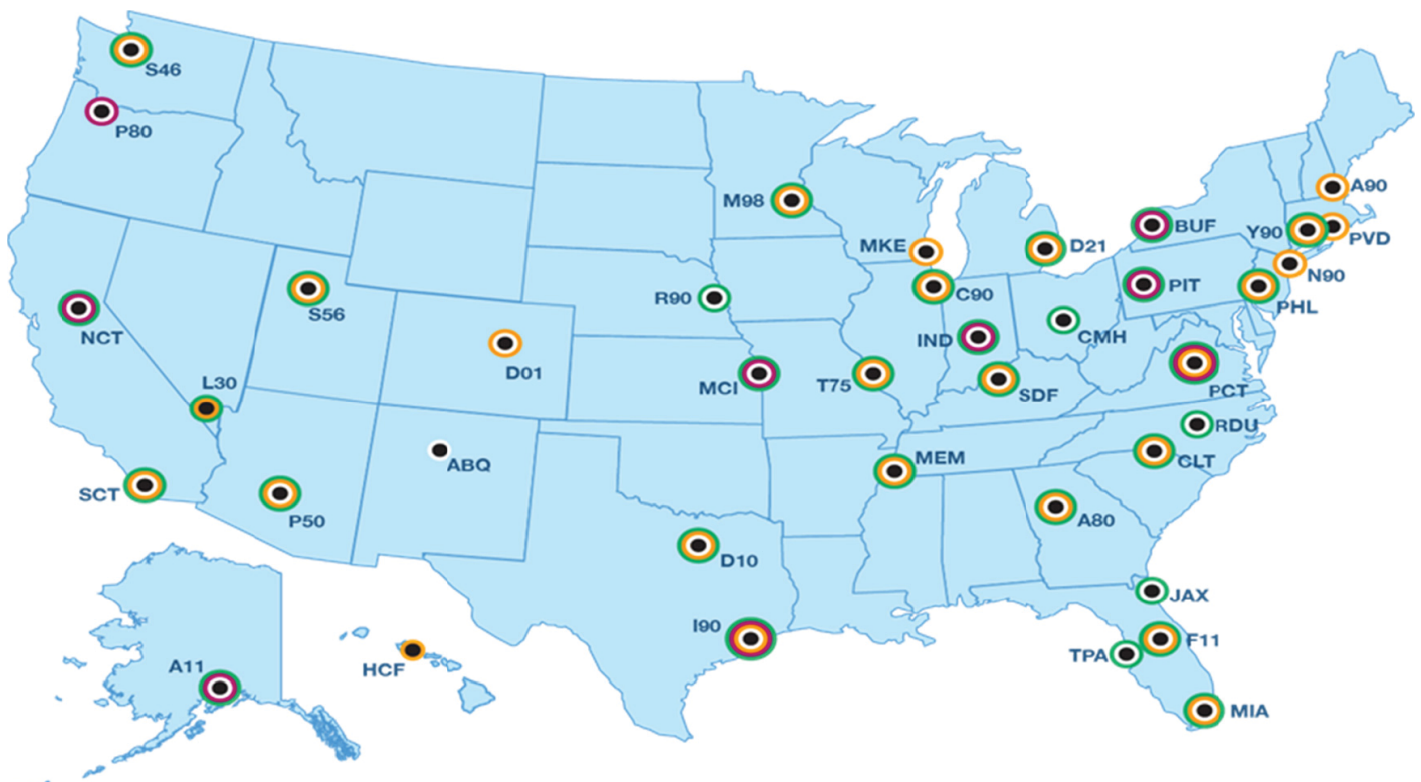 S46
P80
M98
A90
BUF
Y90
PVD
MKE
D21
N90
R90
C90
PIT
PHL
S56
NCT
IND
CMH
D01
PCT
L30
MCI
T75
SDF
RDU
ABQ
MEM
CLT
SCT
P50
A80
D10
JAX
I90
F11
TPA
HCF
A11
MIA